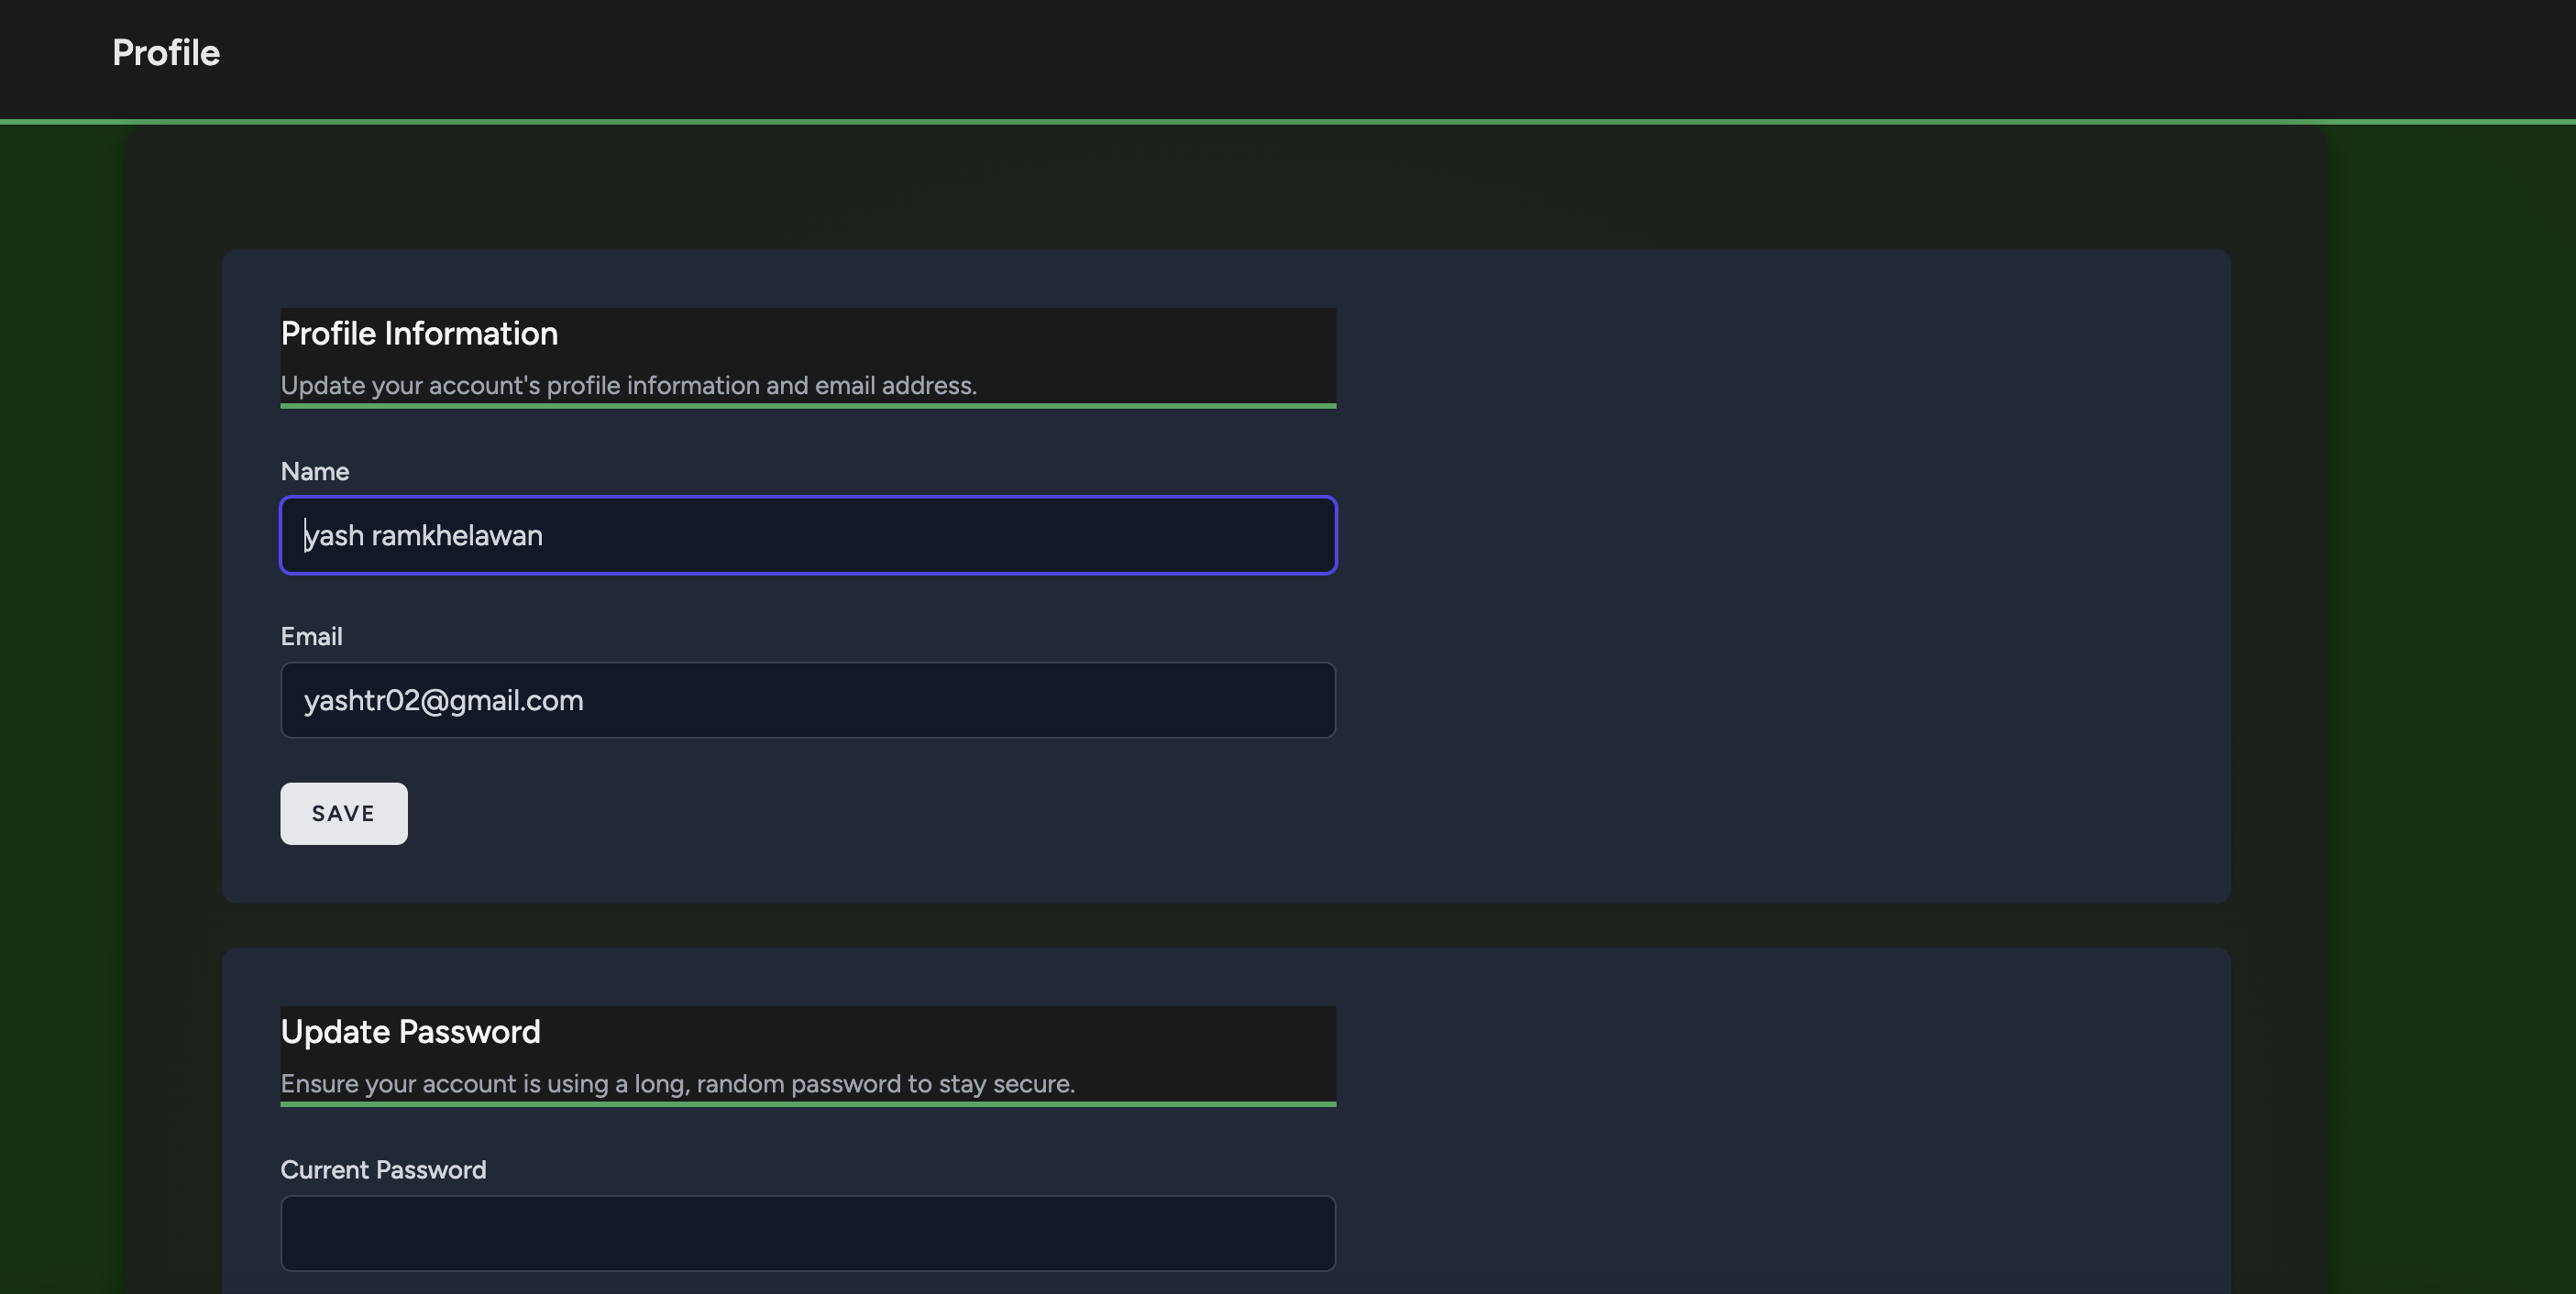 Profile
Profile Information
Update your account's profile information and email address.
Name
yash ramkhelawan
Email
yashtr02@gmail.com
SAVE
Update Password
Ensure your account is using a long, random password to stay secure.
Current Password